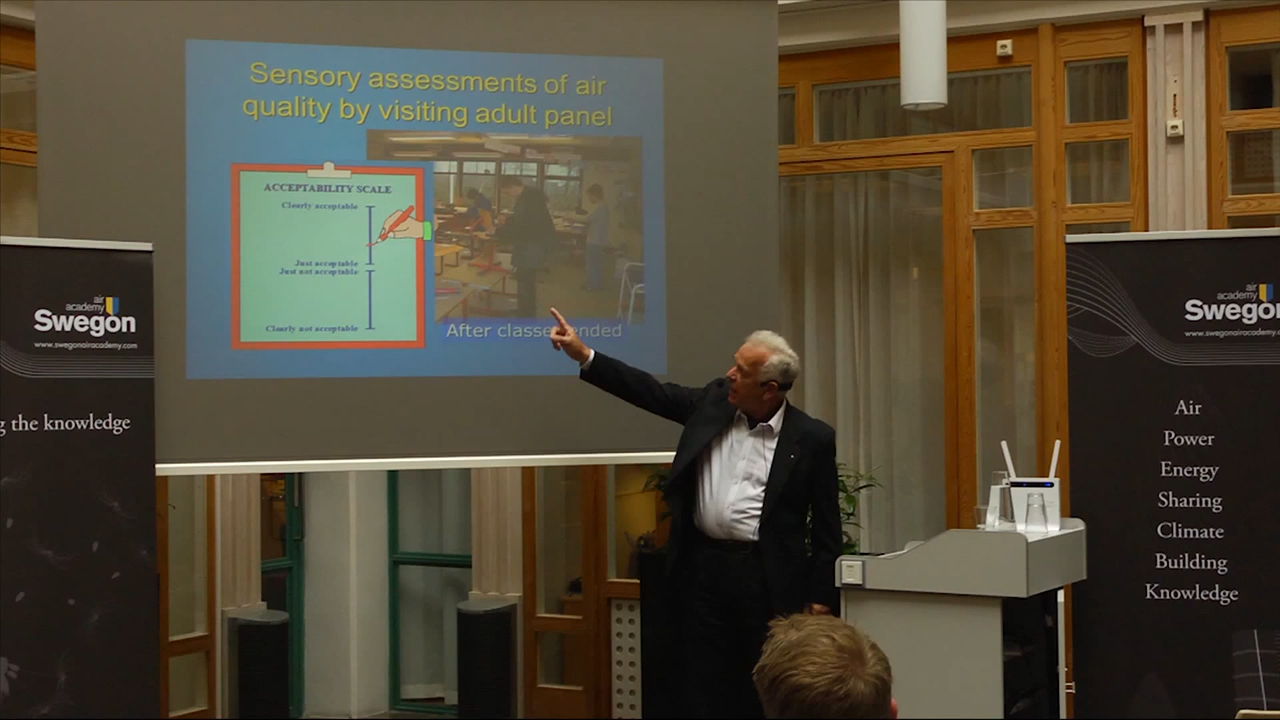 Sensory assessments of air
quality by visiting adult panel
ACCEPTABILITY SCALE
Clearly acceptable
Just acceptable
Just not acceptable
Clearly not acceptable
After classes ended
air
academy
Swegon
www.swegonairacademy.com
g the knowledge
air
academy
Swegon
www.swegonairacademy.
Air
Power
Energy
Sharing
Climate
Building
Knowledge